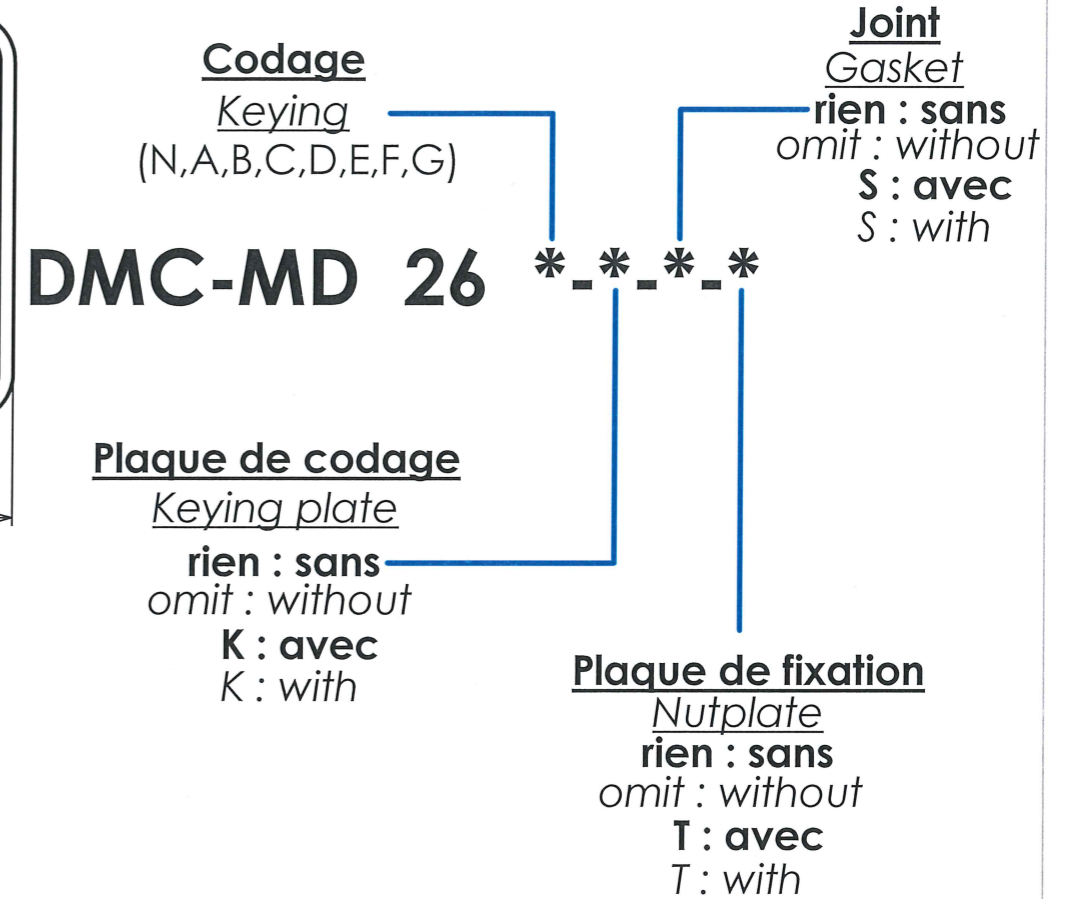 Codage
Keying
(N,A,B,C,D,E,F,G)
Joint
Gasket
rien : sans
omit : without
S : avec
S : with
DMC-MD 26 *-*-*-*
Plaque de codage
Keying plate
rien : sans
omit : without
K : avec
K : with
Plaque de fixation
Nutplate
rien : sans
omit : without
T : avec
T : with